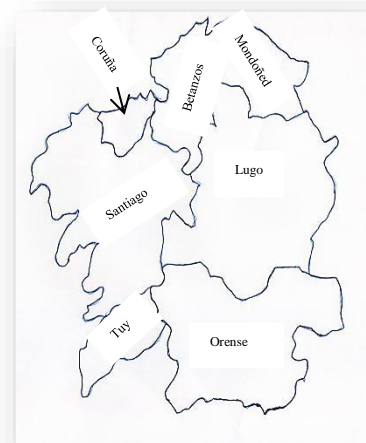 Coruña
Betanzos
Mondoñed
Lugo
Santiago
Tuy
Orense